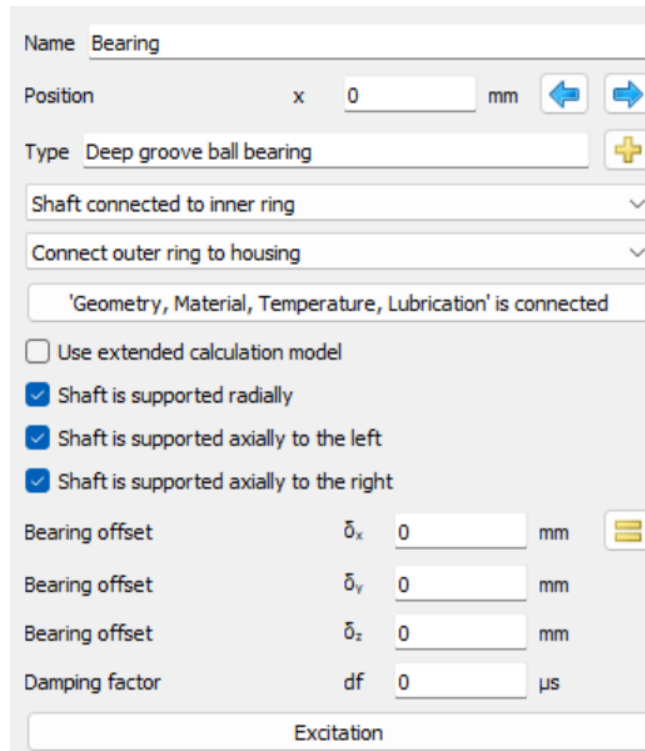 Name Bearing
Position x 0 mm
Type Deep groove ball bearing
Shaft connected to inner ring
Connect outer ring to housing
'Geometry, Material, Temperature, Lubrication' is connected
Use extended calculation model
Shaft is supported radially
Shaft is supported axially to the left
Shaft is supported axially to the right
Bearing offset δₓ 0 mm
Bearing offset δᵧ 0 mm
Bearing offset δz 0 mm
Damping factor df 0 µs
Excitation